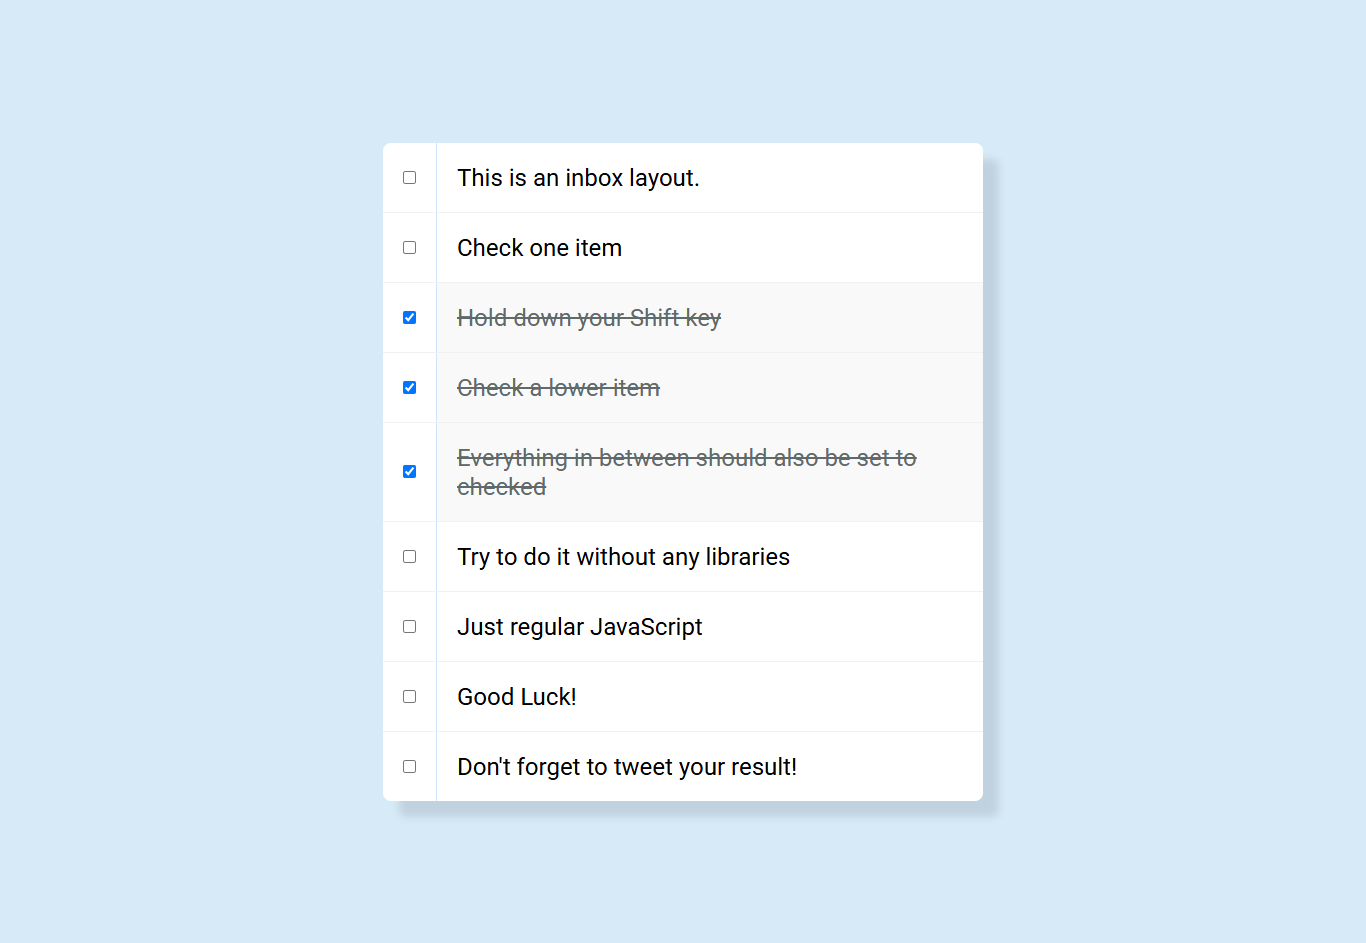 This is an inbox layout.
Check one item
Hold down your Shift key
Check a lower item
Everything in between should also be set to
checked
Try to do it without any libraries
Just regular JavaScript
Good Luck!
Don't forget to tweet your result!